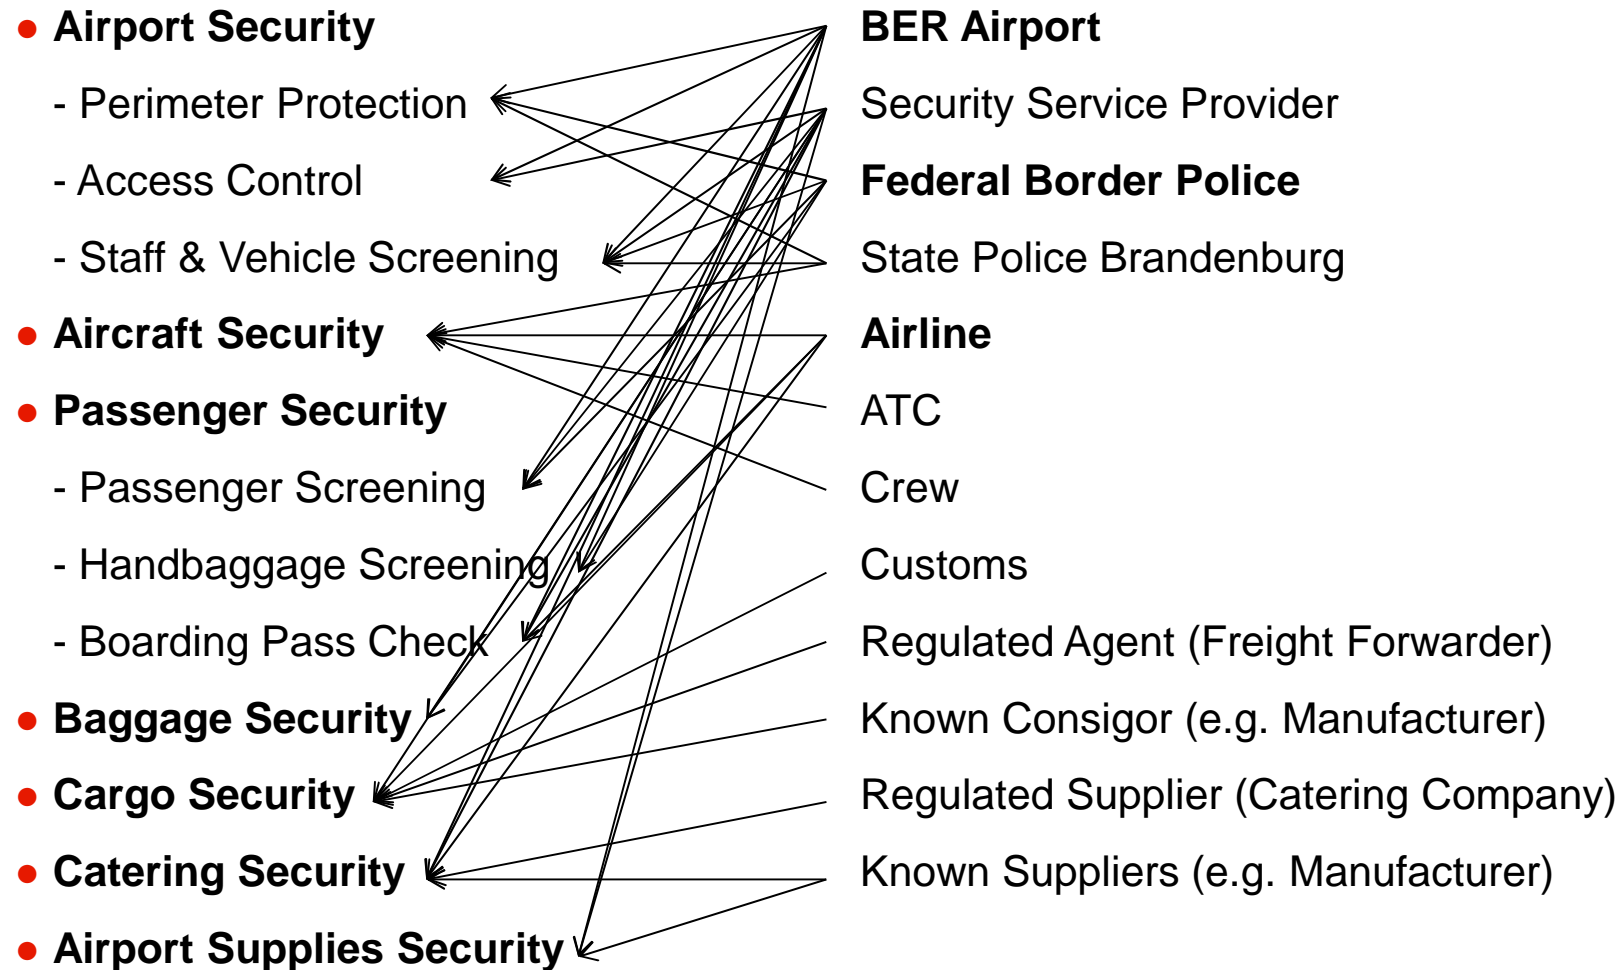 ● Airport Security
- Perimeter Protection
- Access Control
- Staff & Vehicle Screening
● Aircraft Security
● Passenger Security
- Passenger Screening
- Handbaggage Screening
- Boarding Pass Check
● Baggage Security
● Cargo Security
● Catering Security
● Airport Supplies Security
BER Airport
Security Service Provider
Federal Border Police
State Police Brandenburg
Airline
ATC
Crew
Customs
Regulated Agent (Freight Forwarder)
Known Consigor (e.g. Manufacturer)
Regulated Supplier (Catering Company)
Known Suppliers (e.g. Manufacturer)